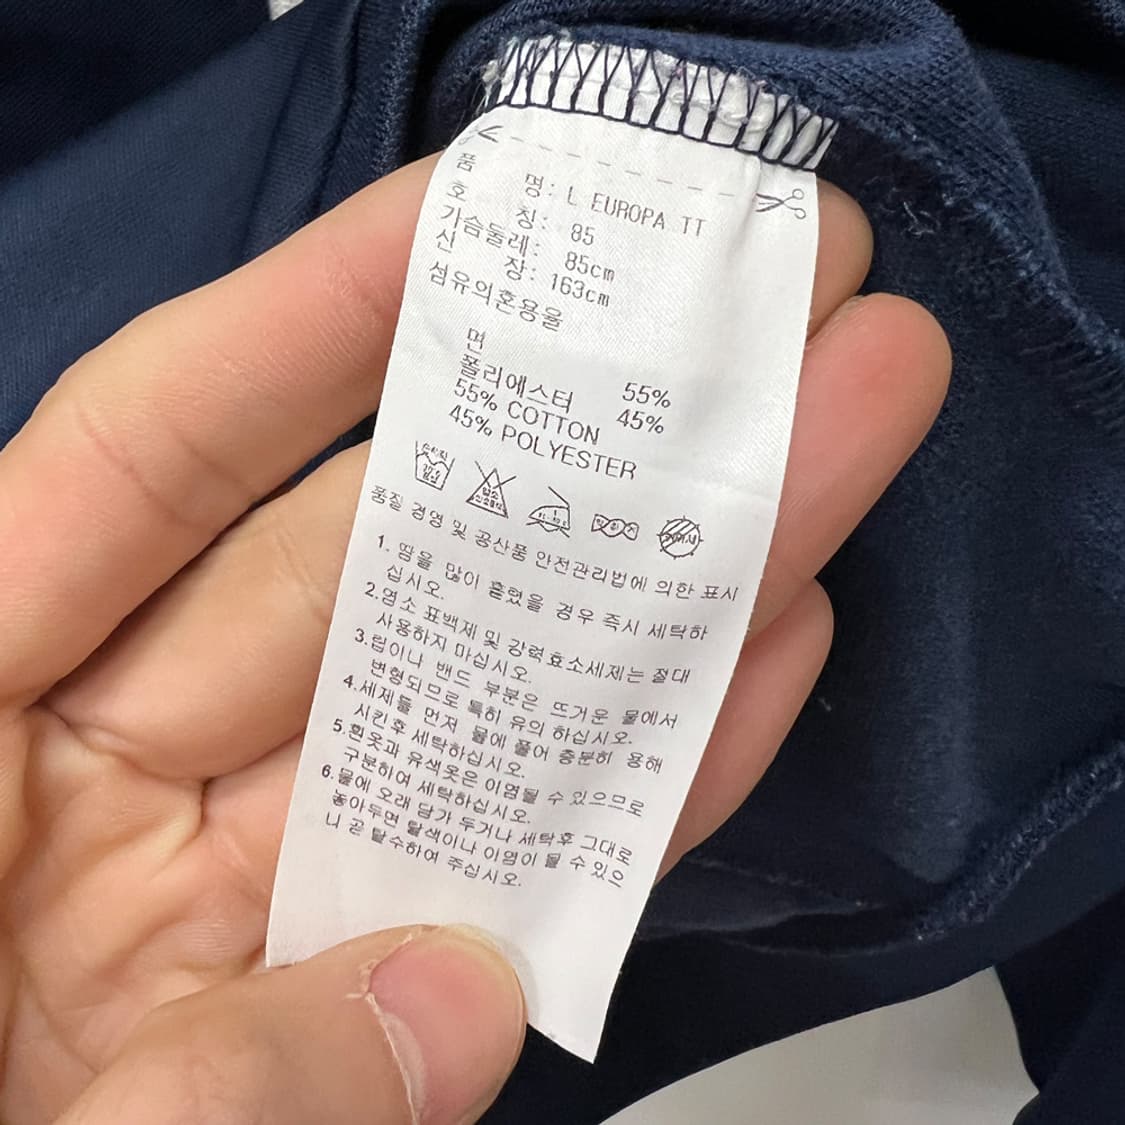 품 명: L EUROPA TT
호 칭: 85
가슴둘레: 85cm
신 장: 163cm
섬유의혼용율
면 55%
폴리에스터 45%
55% COTTON
45% POLYESTER
품질 경영 및 공산품 안전관리법에 의한 표시
1. 땀을 많이 흘렸을 경우 즉시 세탁하
십시오.
2.염소 표백제 및 강력효소세제는 절대
사용하지 마십시오.
3.립이나 밴드 부분은 뜨거운 물에서
변형되므로 특히 유의 하십시오.
4.세제를 먼저 물에 풀어 충분히 용해
시킨후 세탁하십시오.
5.흰옷과 유색옷은 이염될 수 있으므로
구분하여 세탁하십시오.
6.물에 오래 담가 두거나 세탁후 그대로
놓아두면 탈색이나 이염이 될 수 있으
니 곧 탈수하여 주십시오.